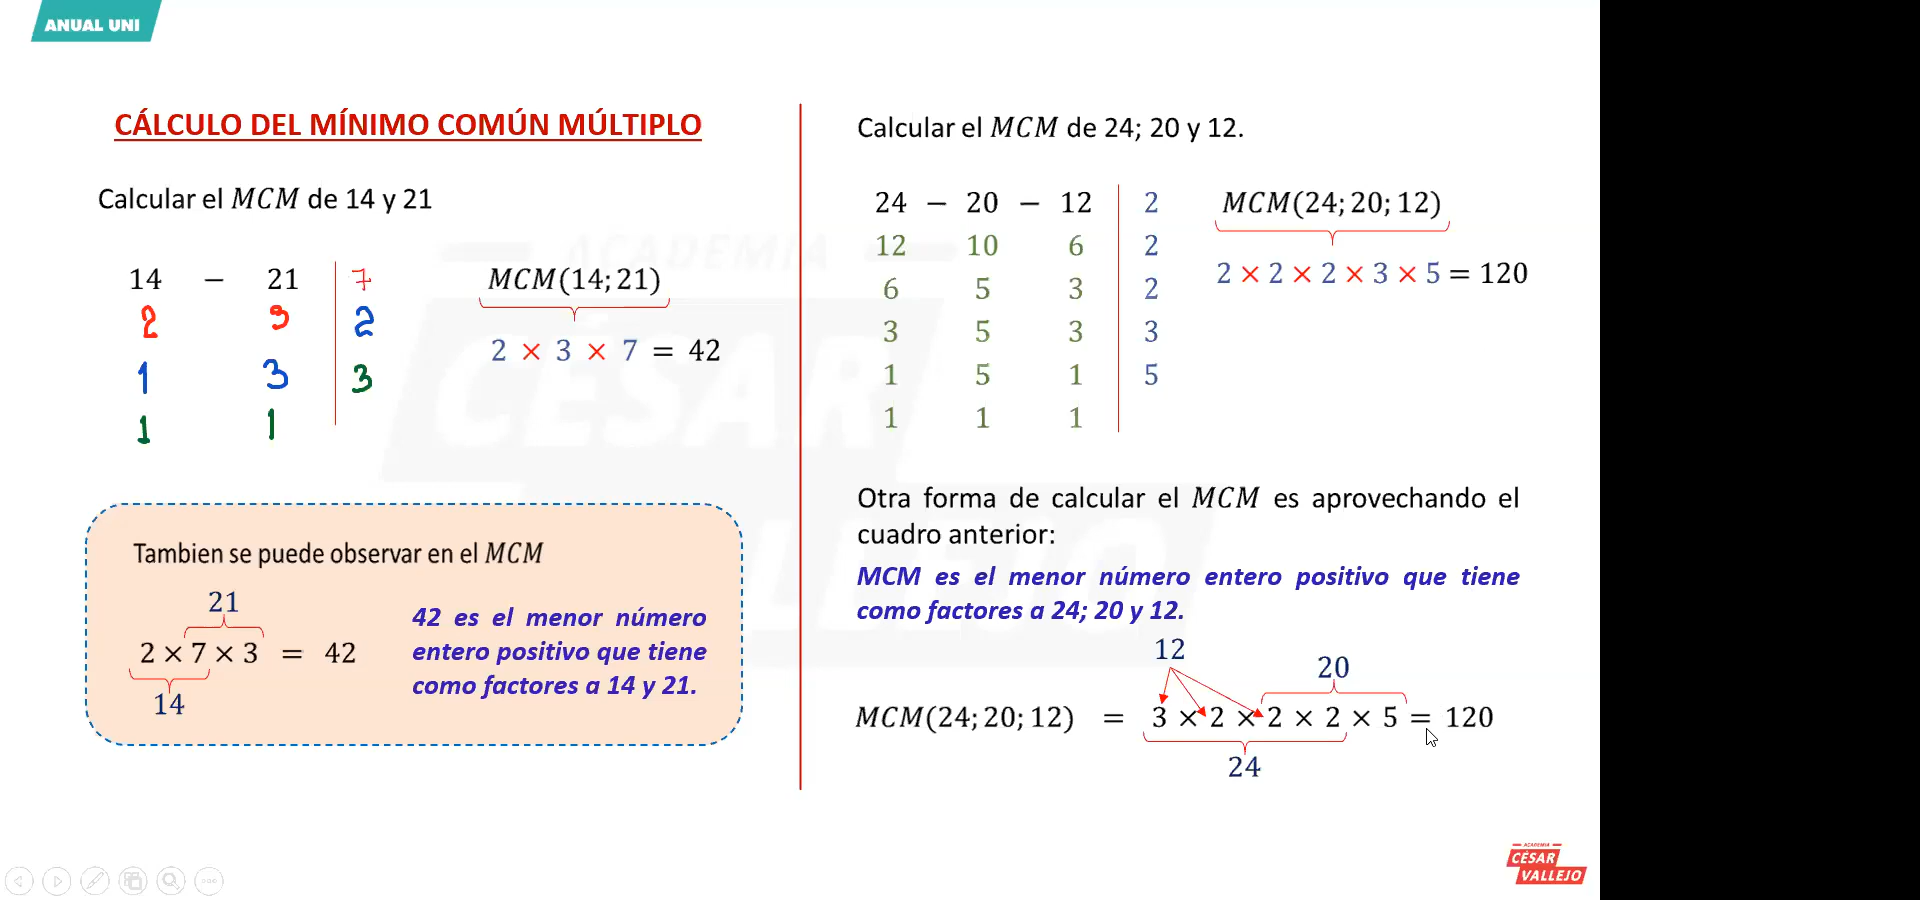 ANUAL UNI
CÁLCULO DEL MÍNIMO COMÚN MÚLTIPLO
Calcular el MCM de 14 y 21
14 − 21 7
2 3 2
1 3 3
1 1
MCM(14; 21)
2 × 3 × 7 = 42
Tambien se puede observar en el MCM
21
2 × 7 × 3 = 42
14
42 es el menor número
entero positivo que tiene
como factores a 14 y 21.
Calcular el MCM de 24; 20 y 12.
24 − 20 − 12 2
12 10 6 2
6 5 3 2
3 5 3 3
1 5 1 5
1 1 1
MCM(24; 20; 12)
2 × 2 × 2 × 3 × 5 = 120
Otra forma de calcular el MCM es aprovechando el
cuadro anterior:
MCM es el menor número entero positivo que tiene
como factores a 24; 20 y 12.
12
20
MCM(24; 20; 12) = 3 × 2 × 2 × 2 × 5 = 120
24
ACADEMIA
CÉSAR
VALLEJO